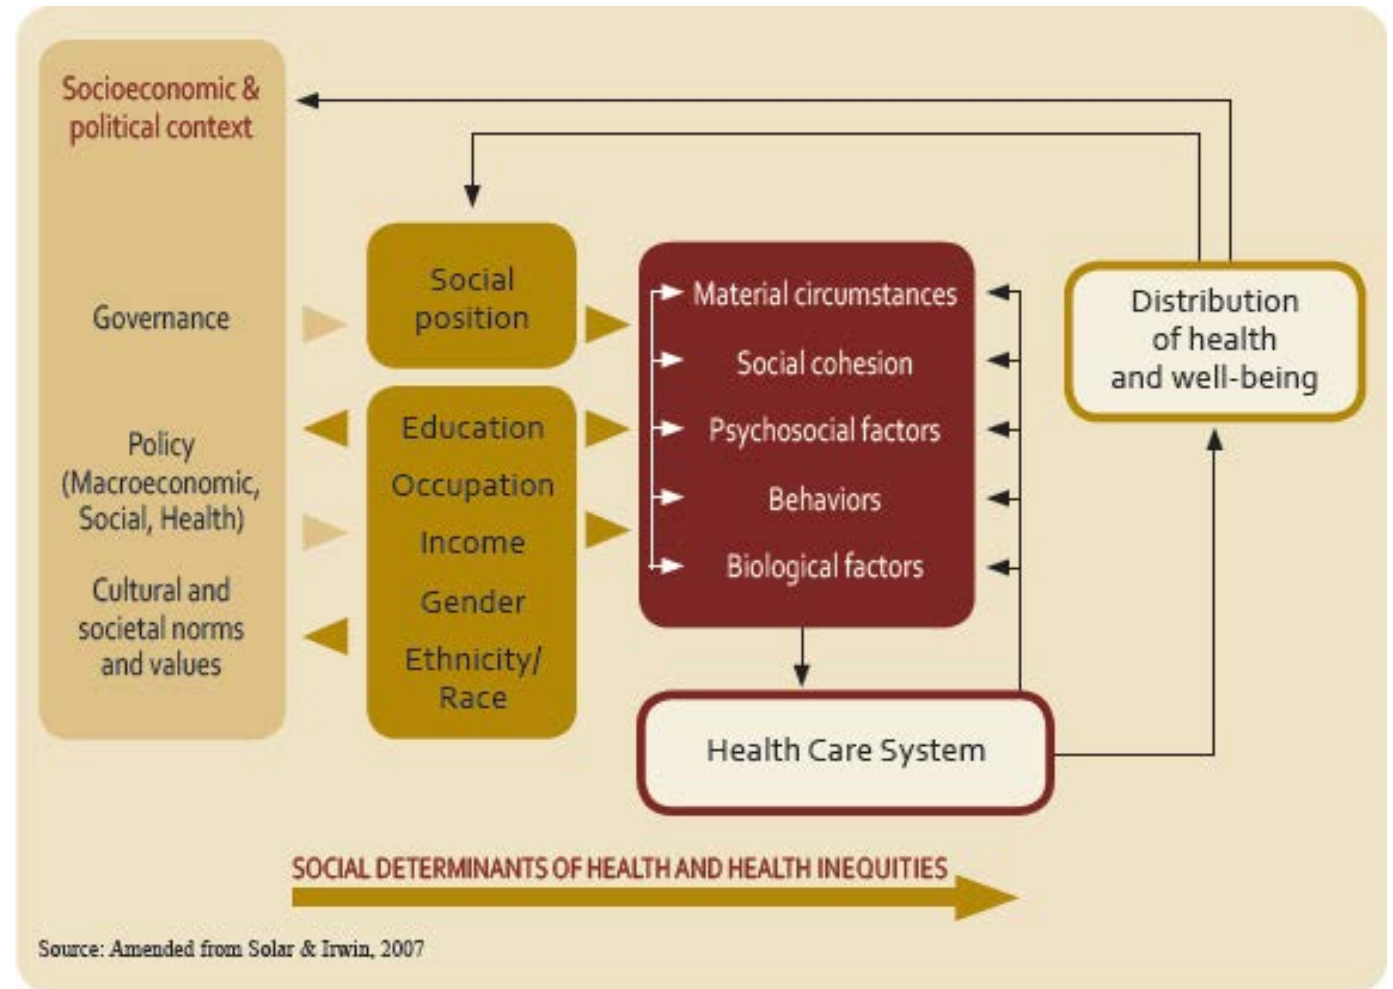 Socioeconomic &
political context
Governance
Policy
(Macroeconomic,
Social, Health)
Cultural and
societal norms
and values
Social
position
Education
Occupation
Income
Gender
Ethnicity/
Race
Material circumstances
Social cohesion
Psychosocial factors
Behaviors
Biological factors
Distribution
of health
and well-being
Health Care System
SOCIAL DETERMINANTS OF HEALTH AND HEALTH INEQUITIES
Source: Amended from Solar & Irwin, 2007